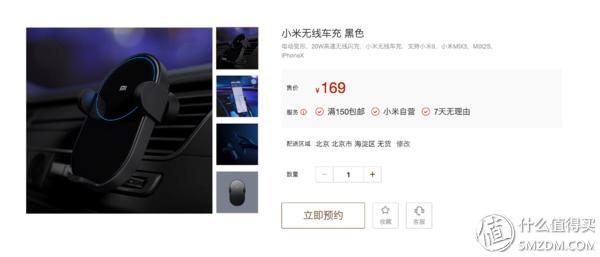 小米无线车充 黑色
电动夹形，20W高速无线闪充，小米无线车充，支持小米9，小米MIX3，MIX2S，
iPhoneX
售价
¥ 169
服务 满150包邮 小米自营 7天无理由
配送区域 北京 北京市 海淀区 无货 修改
数量 − 1 +
立即预约
收藏
客服
值 什么值得买
SMZDM.COM